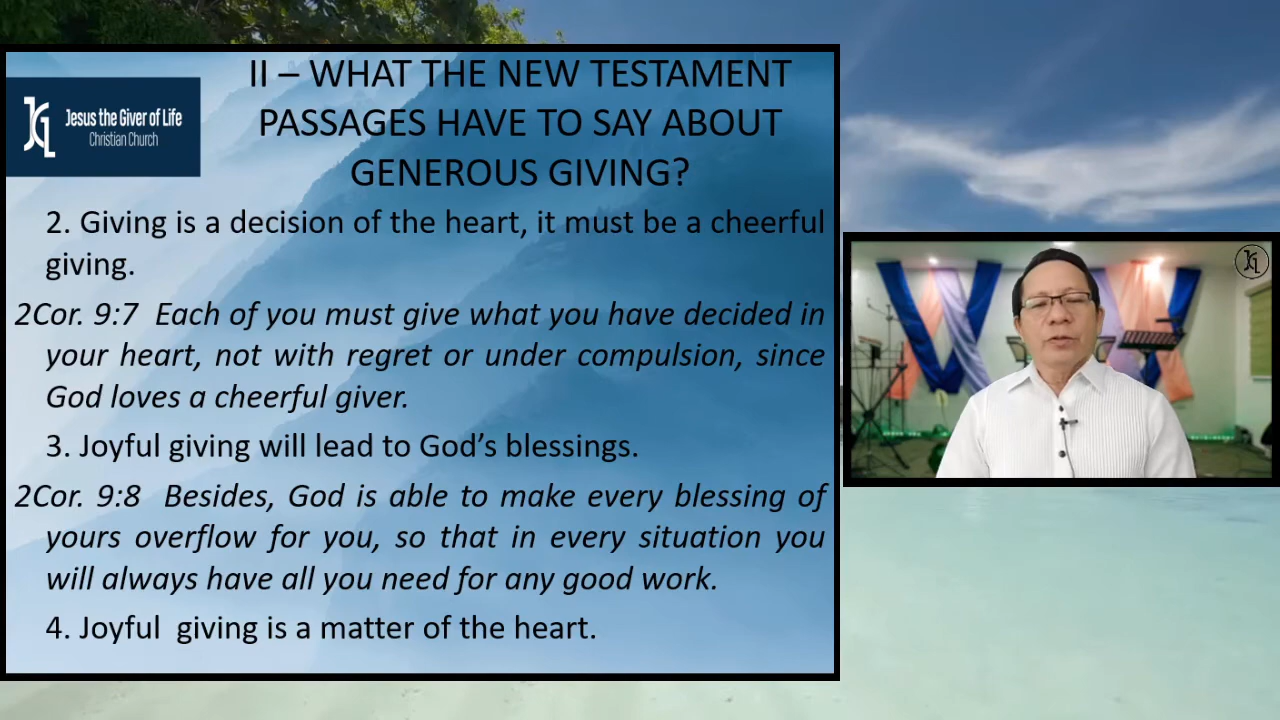 Jesus the Giver of Life
Christian Church
II – WHAT THE NEW TESTAMENT
PASSAGES HAVE TO SAY ABOUT
GENEROUS GIVING?
2. Giving is a decision of the heart, it must be a cheerful
giving.
2Cor. 9:7 Each of you must give what you have decided in
your heart, not with regret or under compulsion, since
God loves a cheerful giver.
3. Joyful giving will lead to God’s blessings.
2Cor. 9:8 Besides, God is able to make every blessing of
yours overflow for you, so that in every situation you
will always have all you need for any good work.
4. Joyful  giving is a matter of the heart.